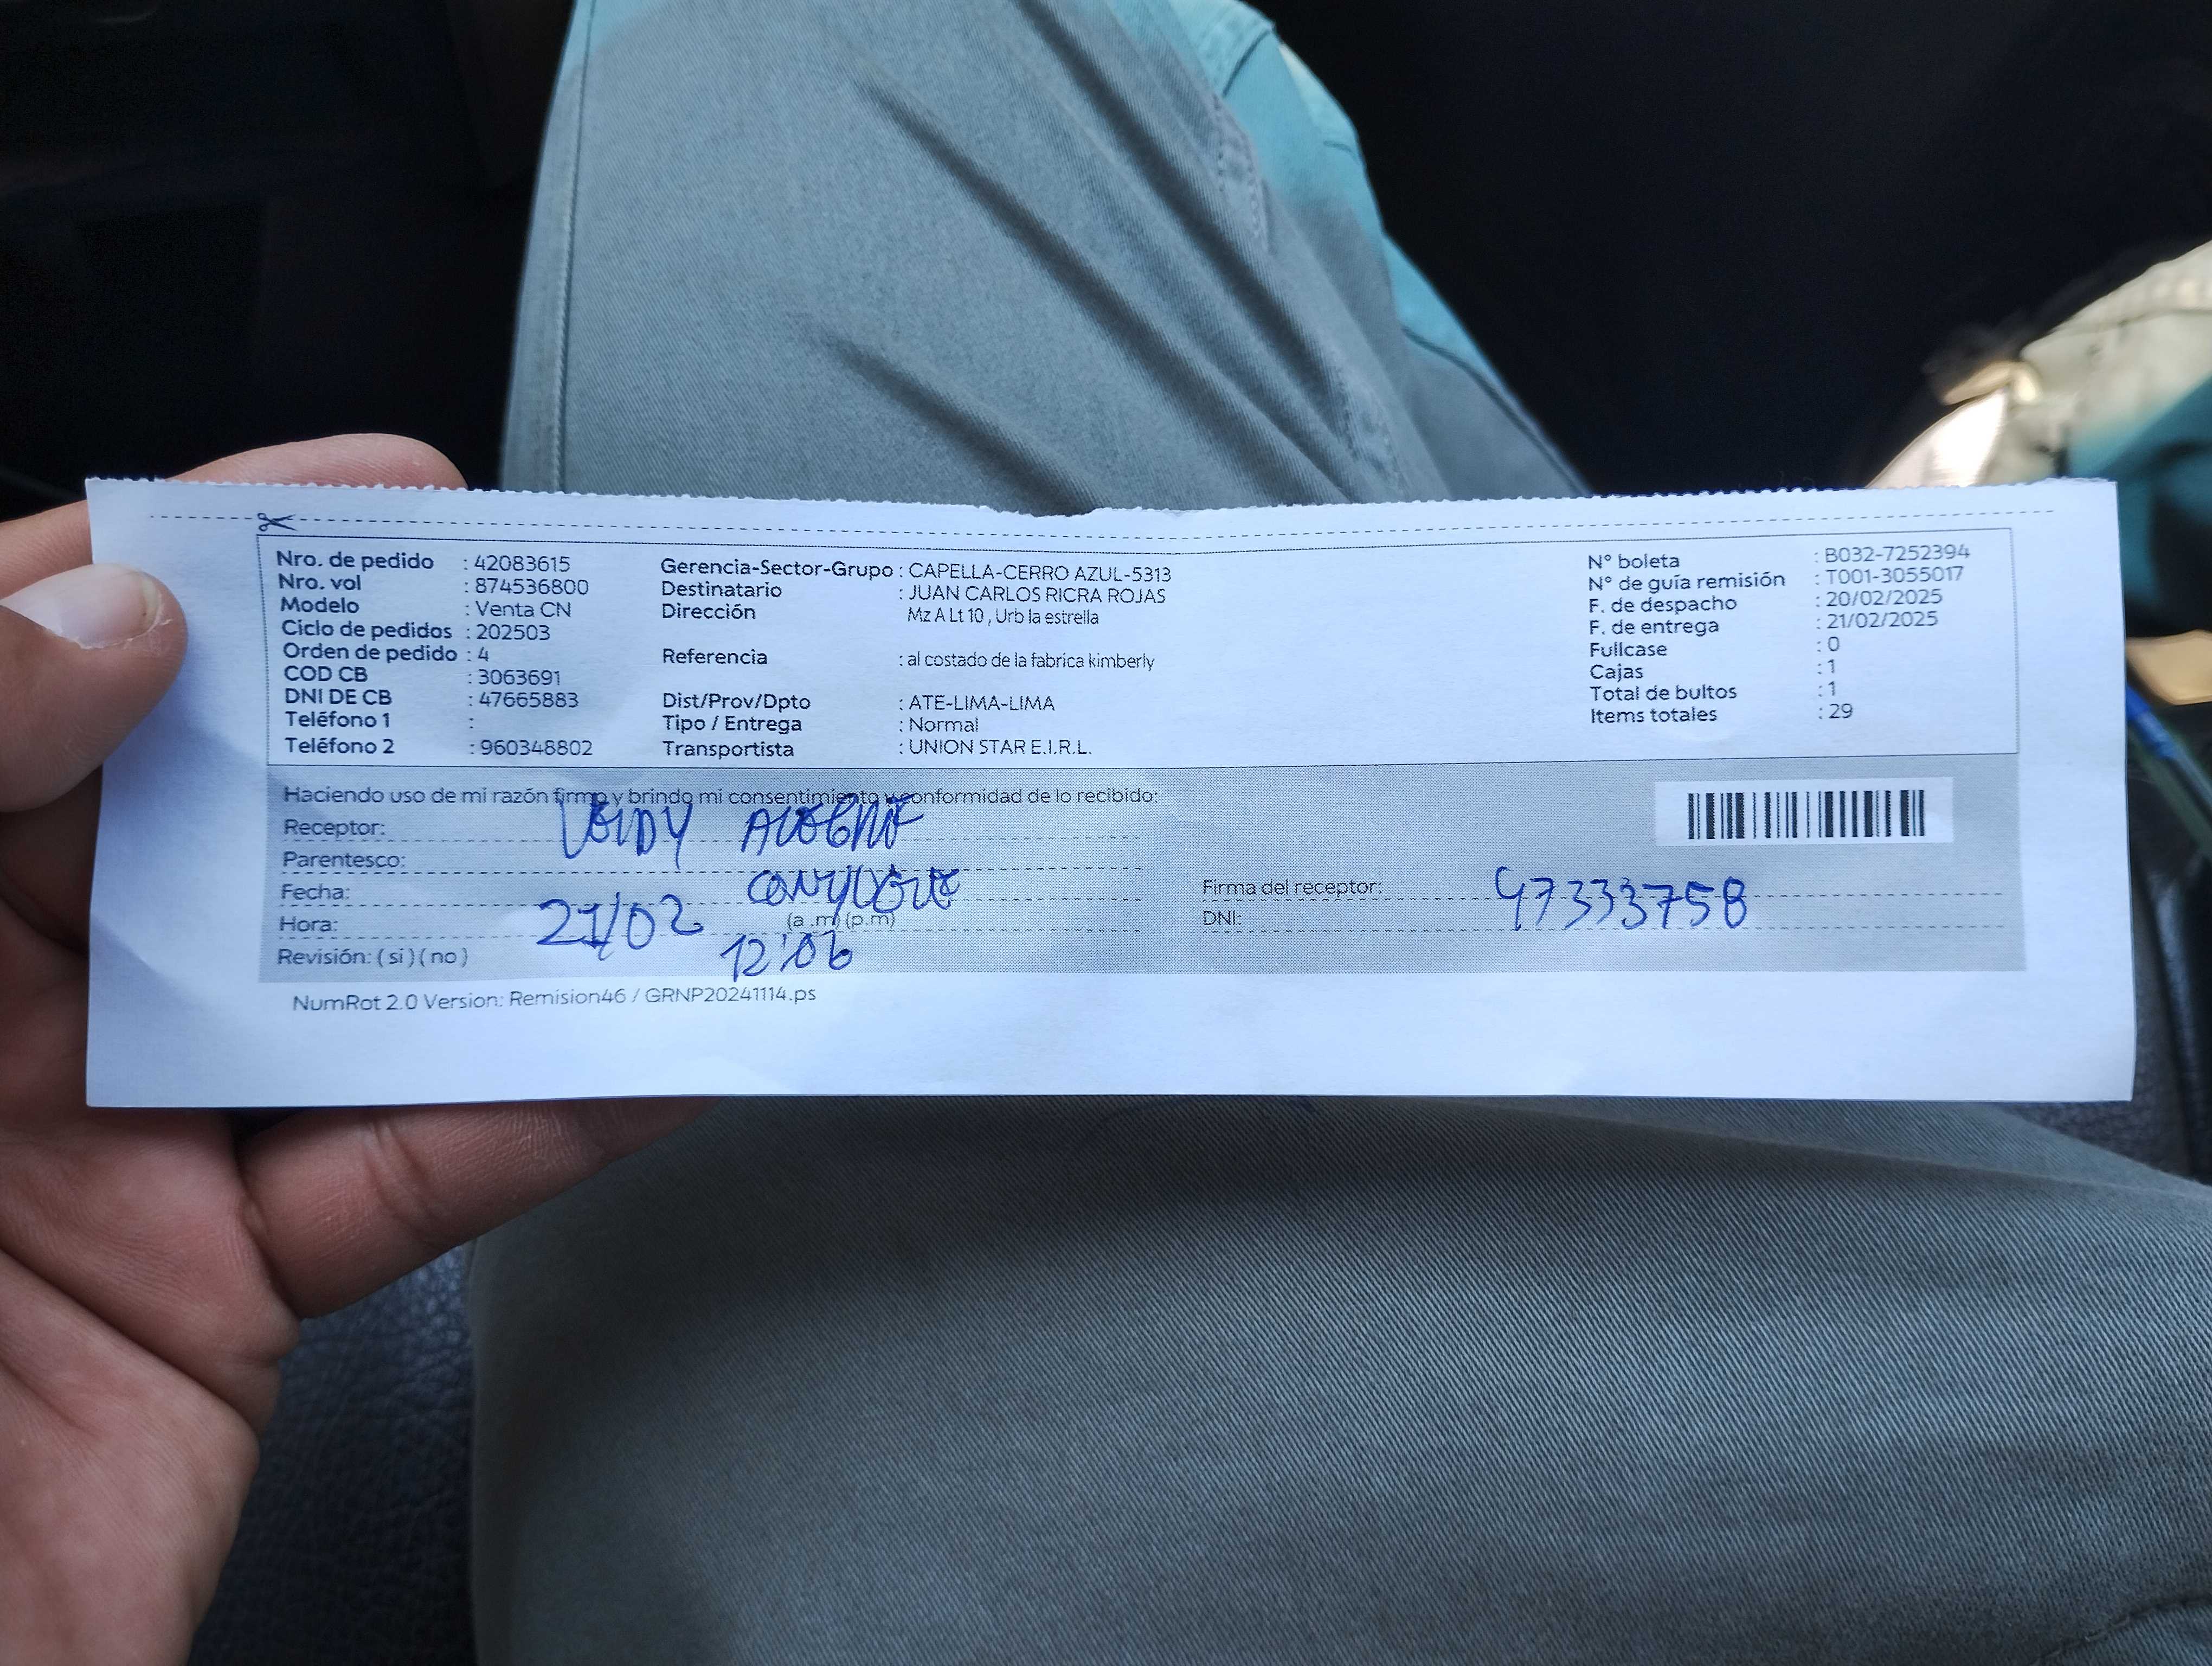 Nro. de pedido : 42083615
Nro. vol : 874536800
Modelo : Venta CN
Ciclo de pedidos : 202503
Orden de pedido : 4
COD CB : 3063691
DNI DE CB : 47665883
Teléfono 1 :
Teléfono 2 : 960348802
Gerencia-Sector-Grupo : CAPELLA-CERRO AZUL-5313
Destinatario : JUAN CARLOS RICRA ROJAS
Dirección Mz A Lt 10 , Urb la estrella
Referencia : al costado de la fabrica kimberly
Dist/Prov/Dpto : ATE-LIMA-LIMA
Tipo / Entrega : Normal
Transportista : UNION STAR E.I.R.L.
N° boleta : B032-7252394
N° de guía remisión : T001-3055017
F. de despacho : 20/02/2025
F. de entrega : 21/02/2025
Fullcase : 0
Cajas : 1
Total de bultos : 1
Items totales : 29
Haciendo uso de mi razón firmo y brindo mi consentimiento y conformidad de lo recibido:
Receptor:
Parentesco:
Fecha: 21/02
Hora: (a .m) (p.m) 12:06
Revisión: ( si ) ( no )
Firma del receptor:
DNI: 47333758
NumRot 2.0 Version: Remision46 / GRNP20241114.ps